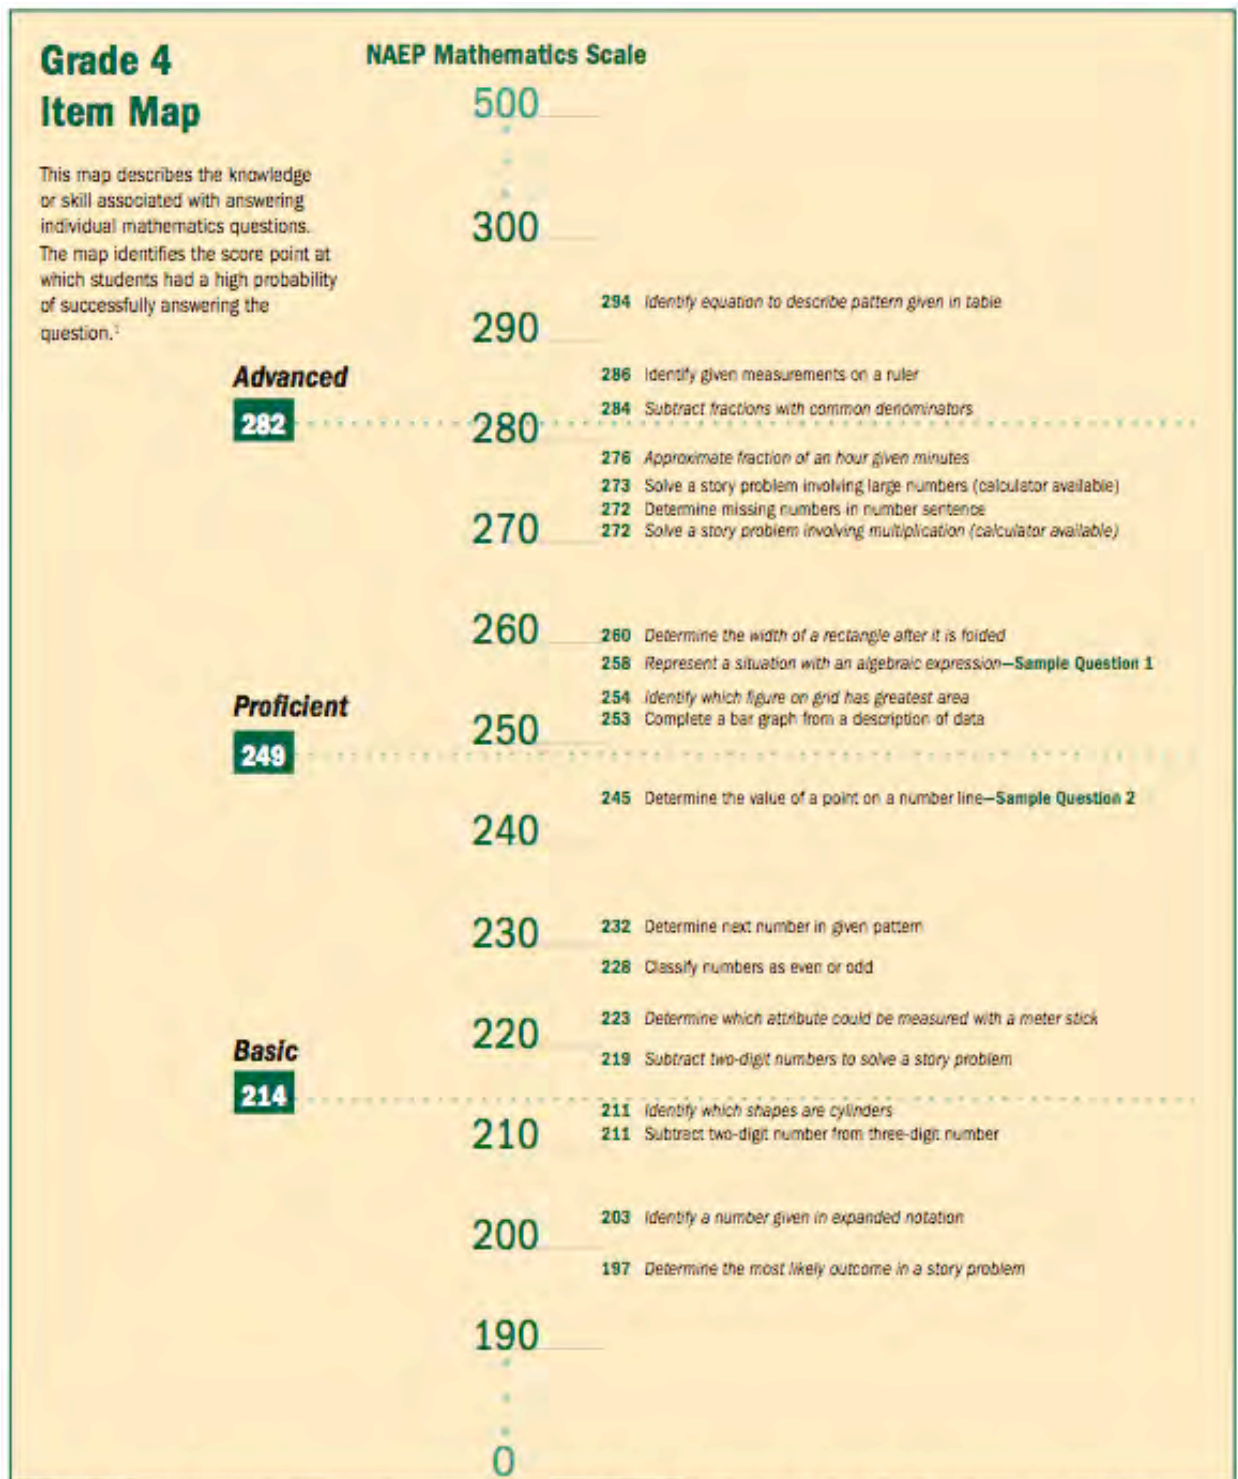 Grade 4
Item Map
This map describes the knowledge
or skill associated with answering
individual mathematics questions.
The map identifies the score point at
which students had a high probability
of successfully answering the
question.¹
NAEP Mathematics Scale
500
300
294 Identify equation to describe pattern given in table
290
Advanced
286 Identify given measurements on a ruler
284 Subtract fractions with common denominators
282
280
276 Approximate fraction of an hour given minutes
273 Solve a story problem involving large numbers (calculator available)
272 Determine missing numbers in number sentence
270
272 Solve a story problem involving multiplication (calculator available)
260
260 Determine the width of a rectangle after it is folded
258 Represent a situation with an algebraic expression—Sample Question 1
Proficient
254 Identify which figure on grid has greatest area
253 Complete a bar graph from a description of data
250
249
245 Determine the value of a point on a number line—Sample Question 2
240
230
232 Determine next number in given pattern
228 Classify numbers as even or odd
223 Determine which attribute could be measured with a meter stick
220
Basic
219 Subtract two-digit numbers to solve a story problem
214
211 Identify which shapes are cylinders
210
211 Subtract two-digit number from three-digit number
203 Identify a number given in expanded notation
200
197 Determine the most likely outcome in a story problem
190
0